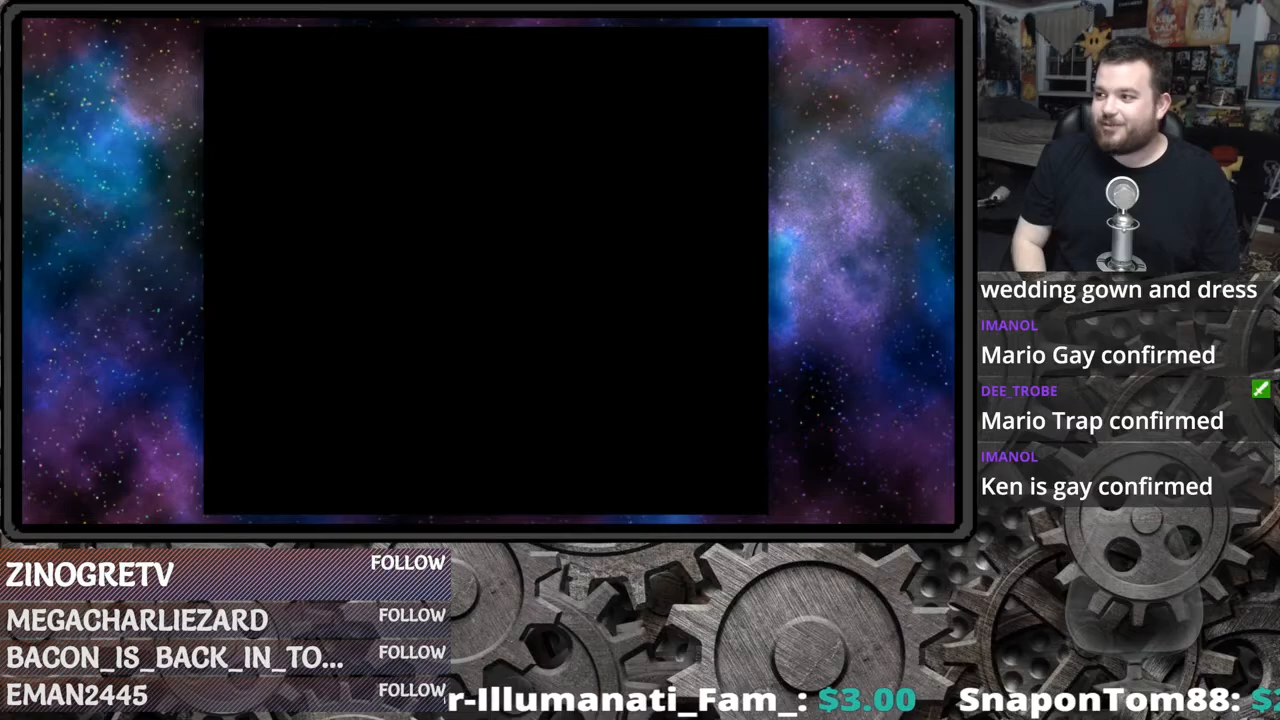 wedding gown and dress
IMANOL
Mario Gay confirmed
DEE_TROBE
Mario Trap confirmed
IMANOL
Ken is gay confirmed
ZINOGRETV FOLLOW
MEGACHARLIEZARD FOLLOW
BACON_IS_BACK_IN_TO... FOLLOW
EMAN2445 FOLLOW
r-Illumanati_Fam_: $3.00 SnaponTom88: